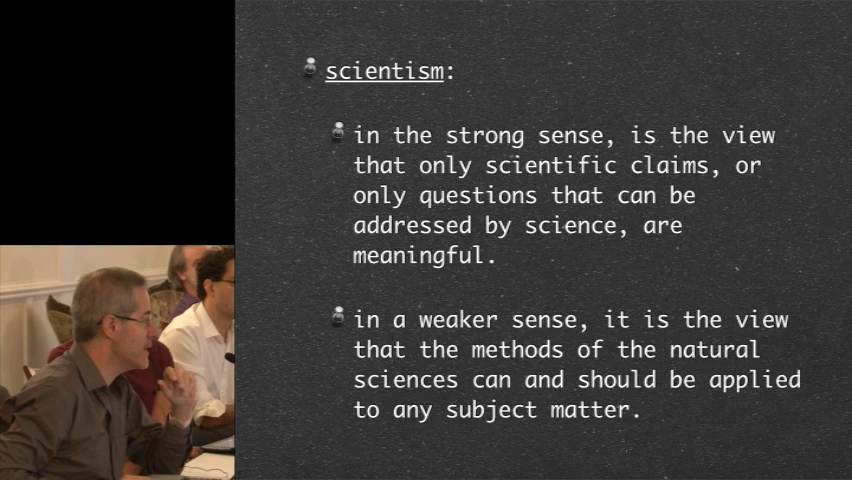 scientism:
in the strong sense, is the view
that only scientific claims, or
only questions that can be
addressed by science, are
meaningful.
in a weaker sense, it is the view
that the methods of the natural
sciences can and should be applied
to any subject matter.